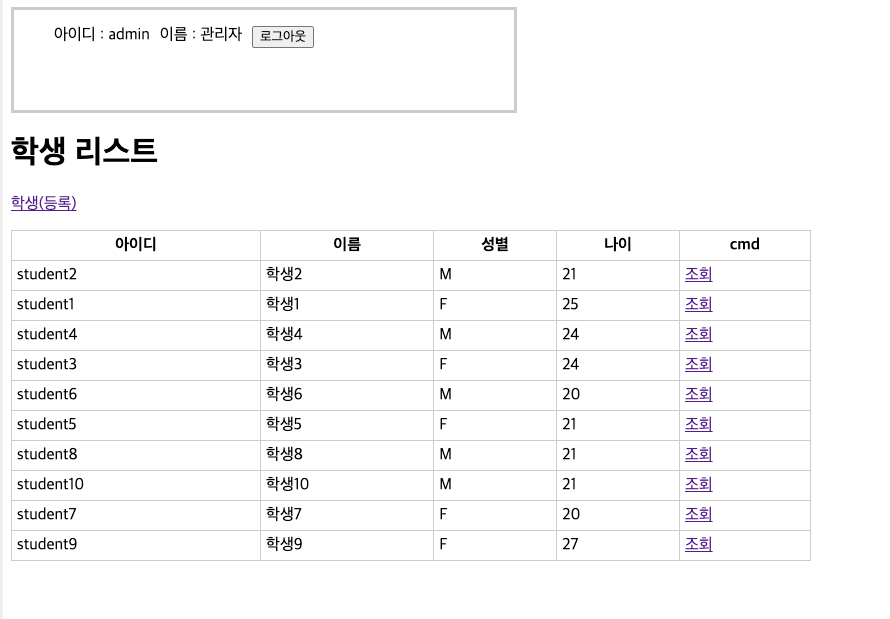 아이디 : admin 이름 : 관리자 로그아웃
학생 리스트
학생(등록)
아이디 이름 성별 나이 cmd
student2 학생2 M 21 조회
student1 학생1 F 25 조회
student4 학생4 M 24 조회
student3 학생3 F 24 조회
student6 학생6 M 20 조회
student5 학생5 F 21 조회
student8 학생8 M 21 조회
student10 학생10 M 21 조회
student7 학생7 F 20 조회
student9 학생9 F 27 조회